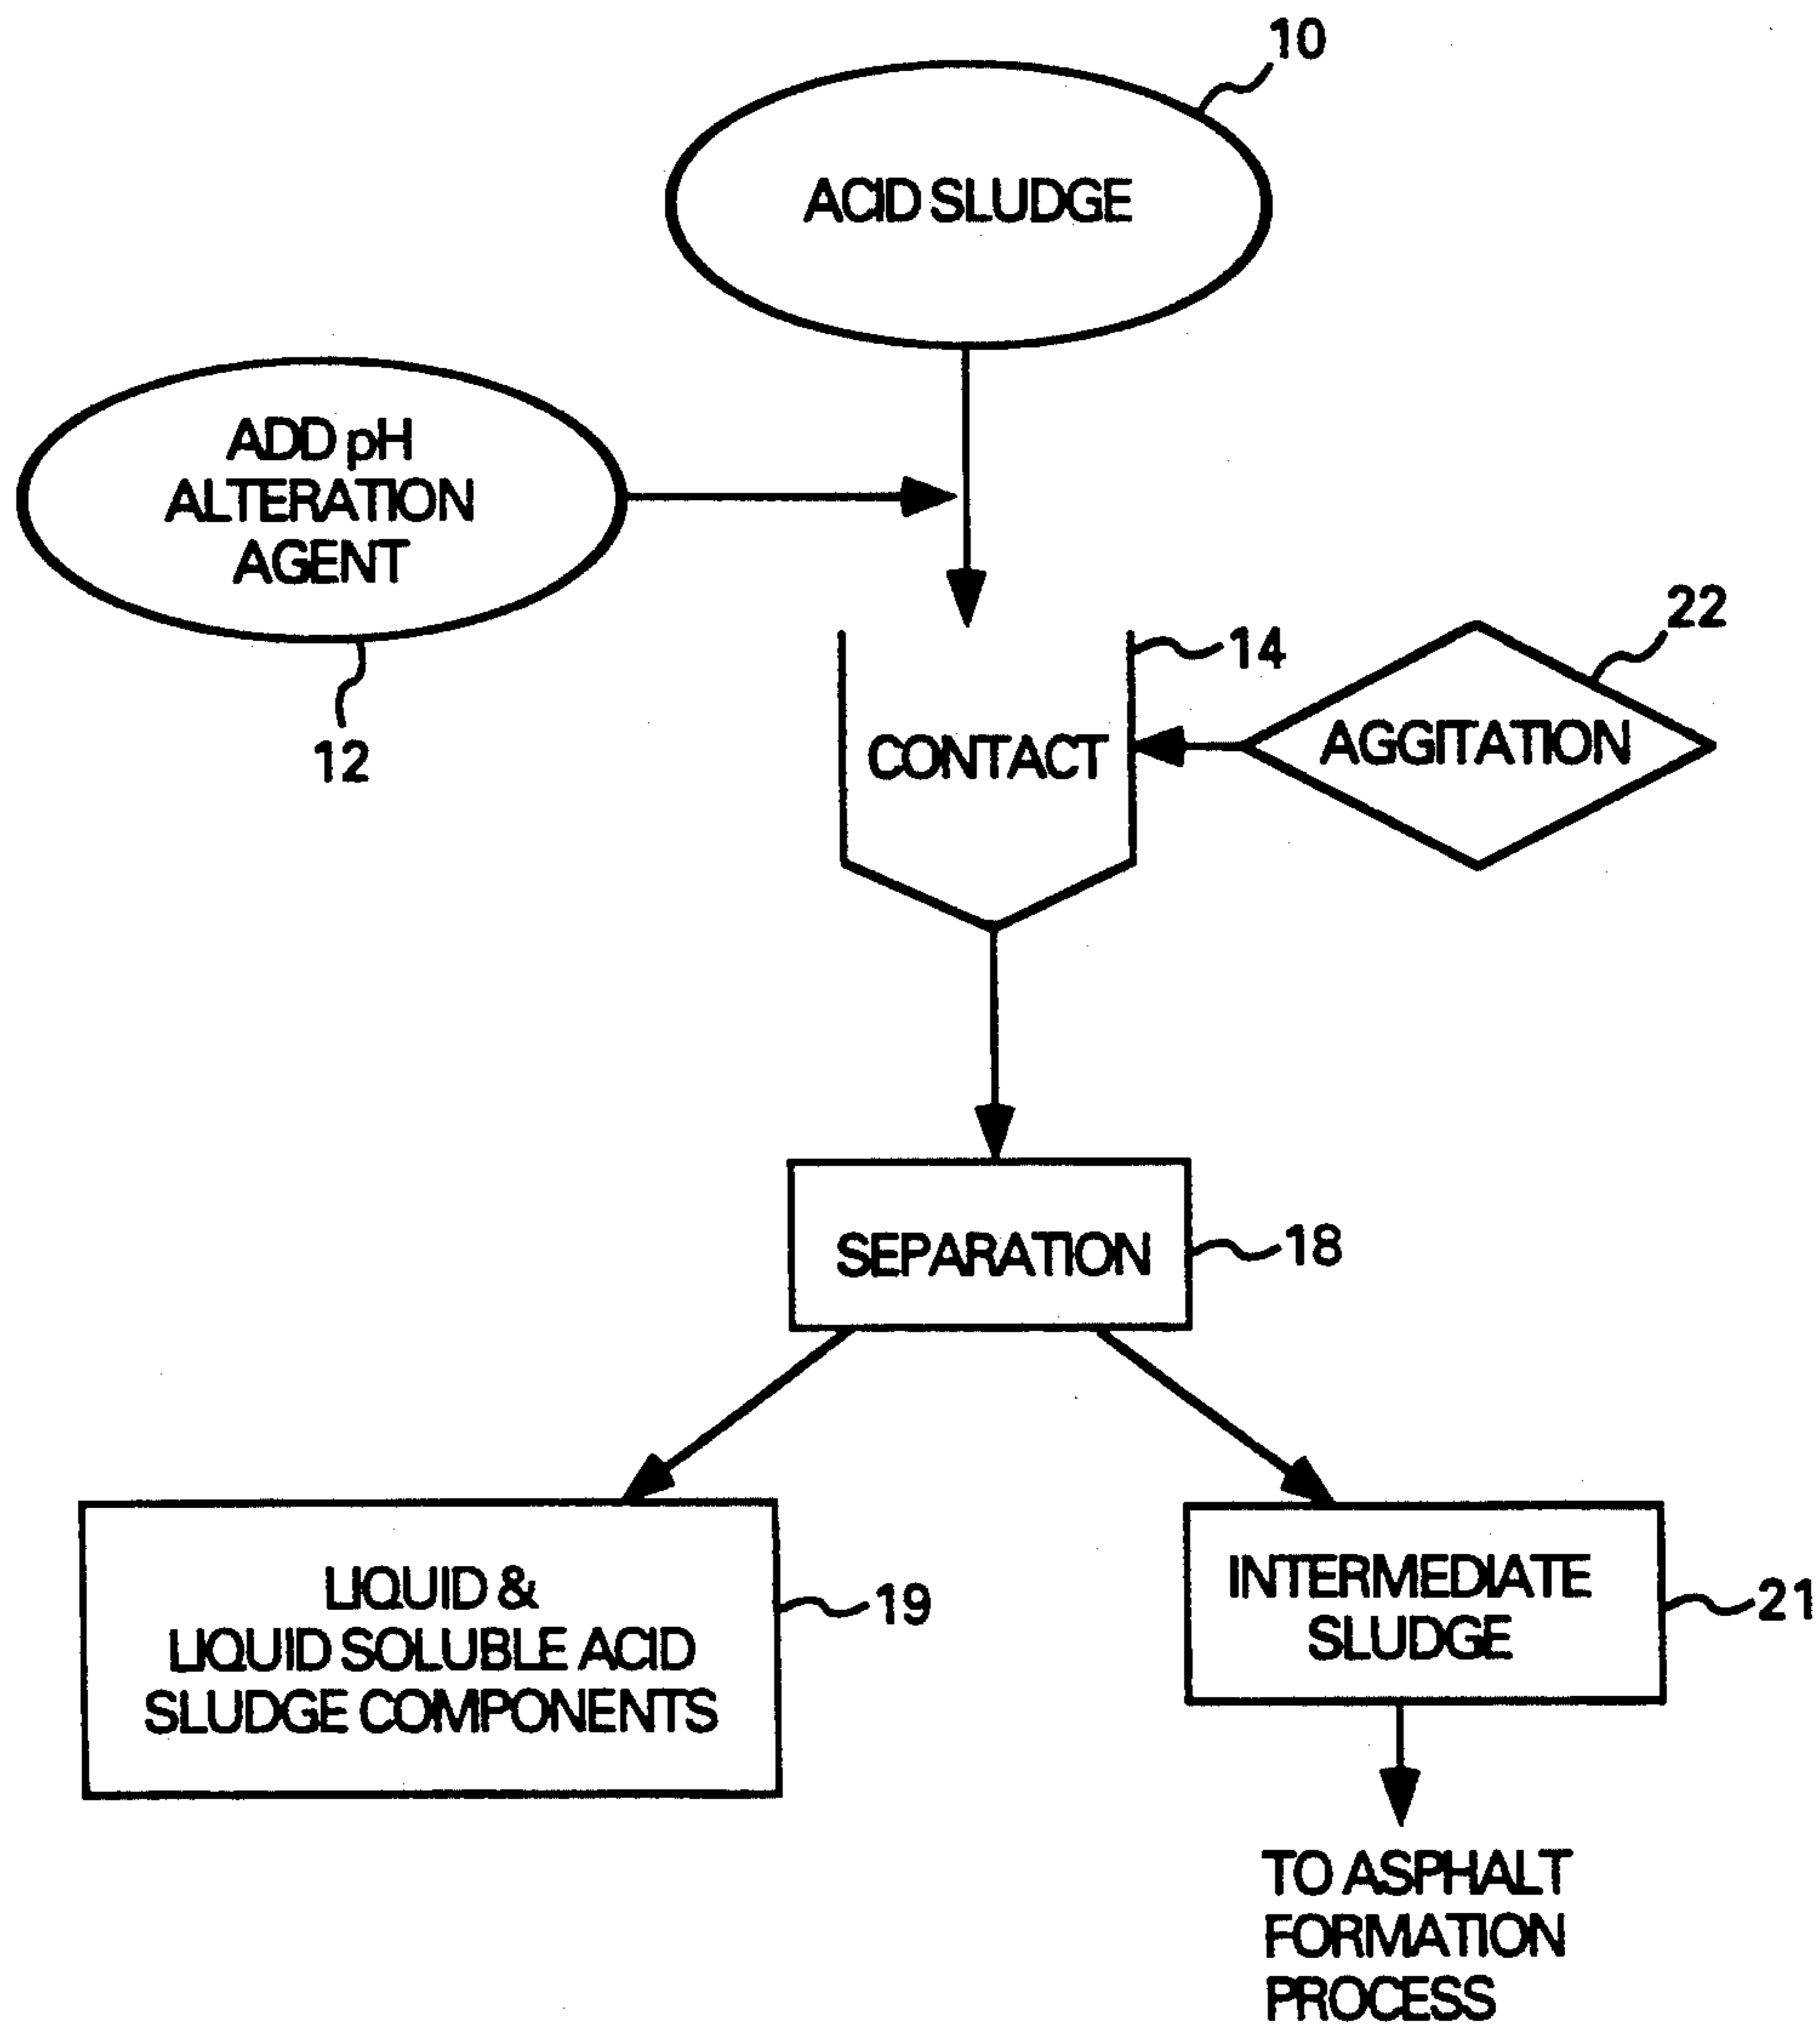 10
ACID SLUDGE
ADD pH
ALTERATION
AGENT
12
14
22
CONTACT
AGGITATION
SEPARATION
18
LIQUID &
LIQUID SOLUBLE ACID
SLUDGE COMPONENTS
19
INTERMEDIATE
SLUDGE
21
TO ASPHALT
FORMATION
PROCESS